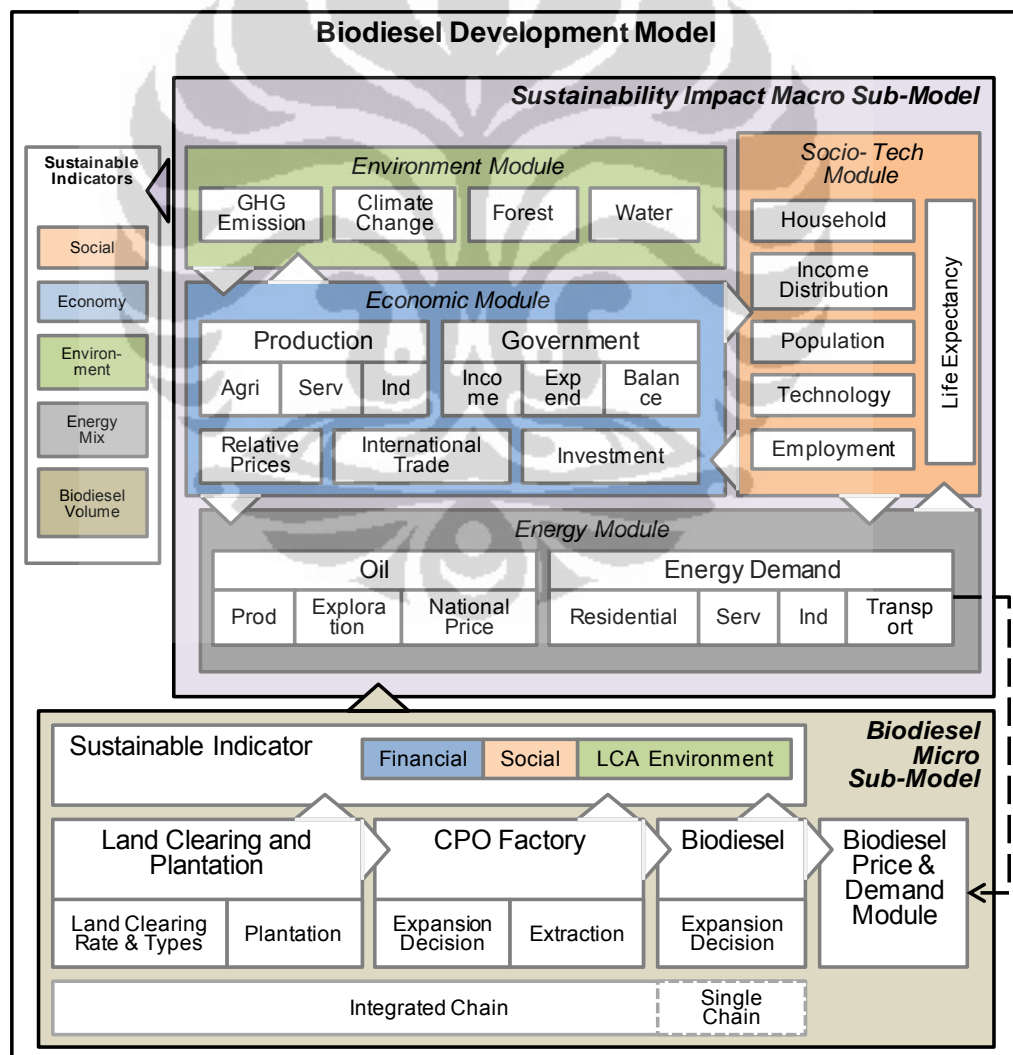 Biodiesel Development Model
Sustainability Impact Macro Sub-Model
Sustainable
Indicators
Social
Economy
Environ-
ment
Energy
Mix
Biodiesel
Volume
Environment Module
GHG
Emission
Climate
Change
Forest
Water
Socio- Tech
Module
Household
Income
Distribution
Population
Technology
Employment
Life Expectancy
Economic Module
Production
Agri
Serv
Ind
Government
Inco
me
Exp
end
Balan
ce
Relative
Prices
International
Trade
Investment
Energy Module
Oil
Prod
Explora
tion
National
Price
Energy Demand
Residential
Serv
Ind
Transp
ort
Biodiesel
Micro
Sub-Model
Sustainable Indicator
Financial
Social
LCA Environment
Land Clearing and
Plantation
Land Clearing
Rate & Types
Plantation
CPO Factory
Expansion
Decision
Extraction
Biodiesel
Expansion
Decision
Biodiesel
Price &
Demand
Module
Integrated Chain
Single
Chain